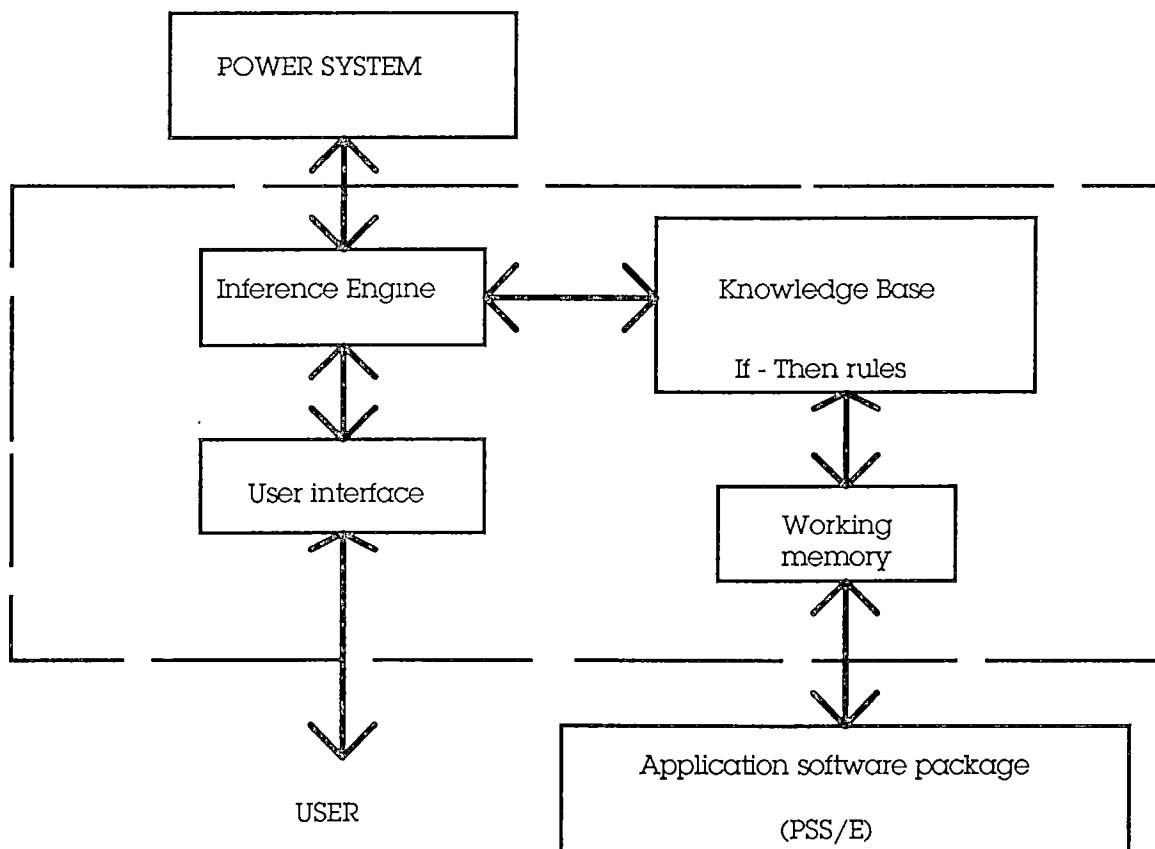 POWER SYSTEM
Inference Engine
Knowledge Base
If - Then rules
User interface
Working
memory
Application software package
USER
(PSS/E)